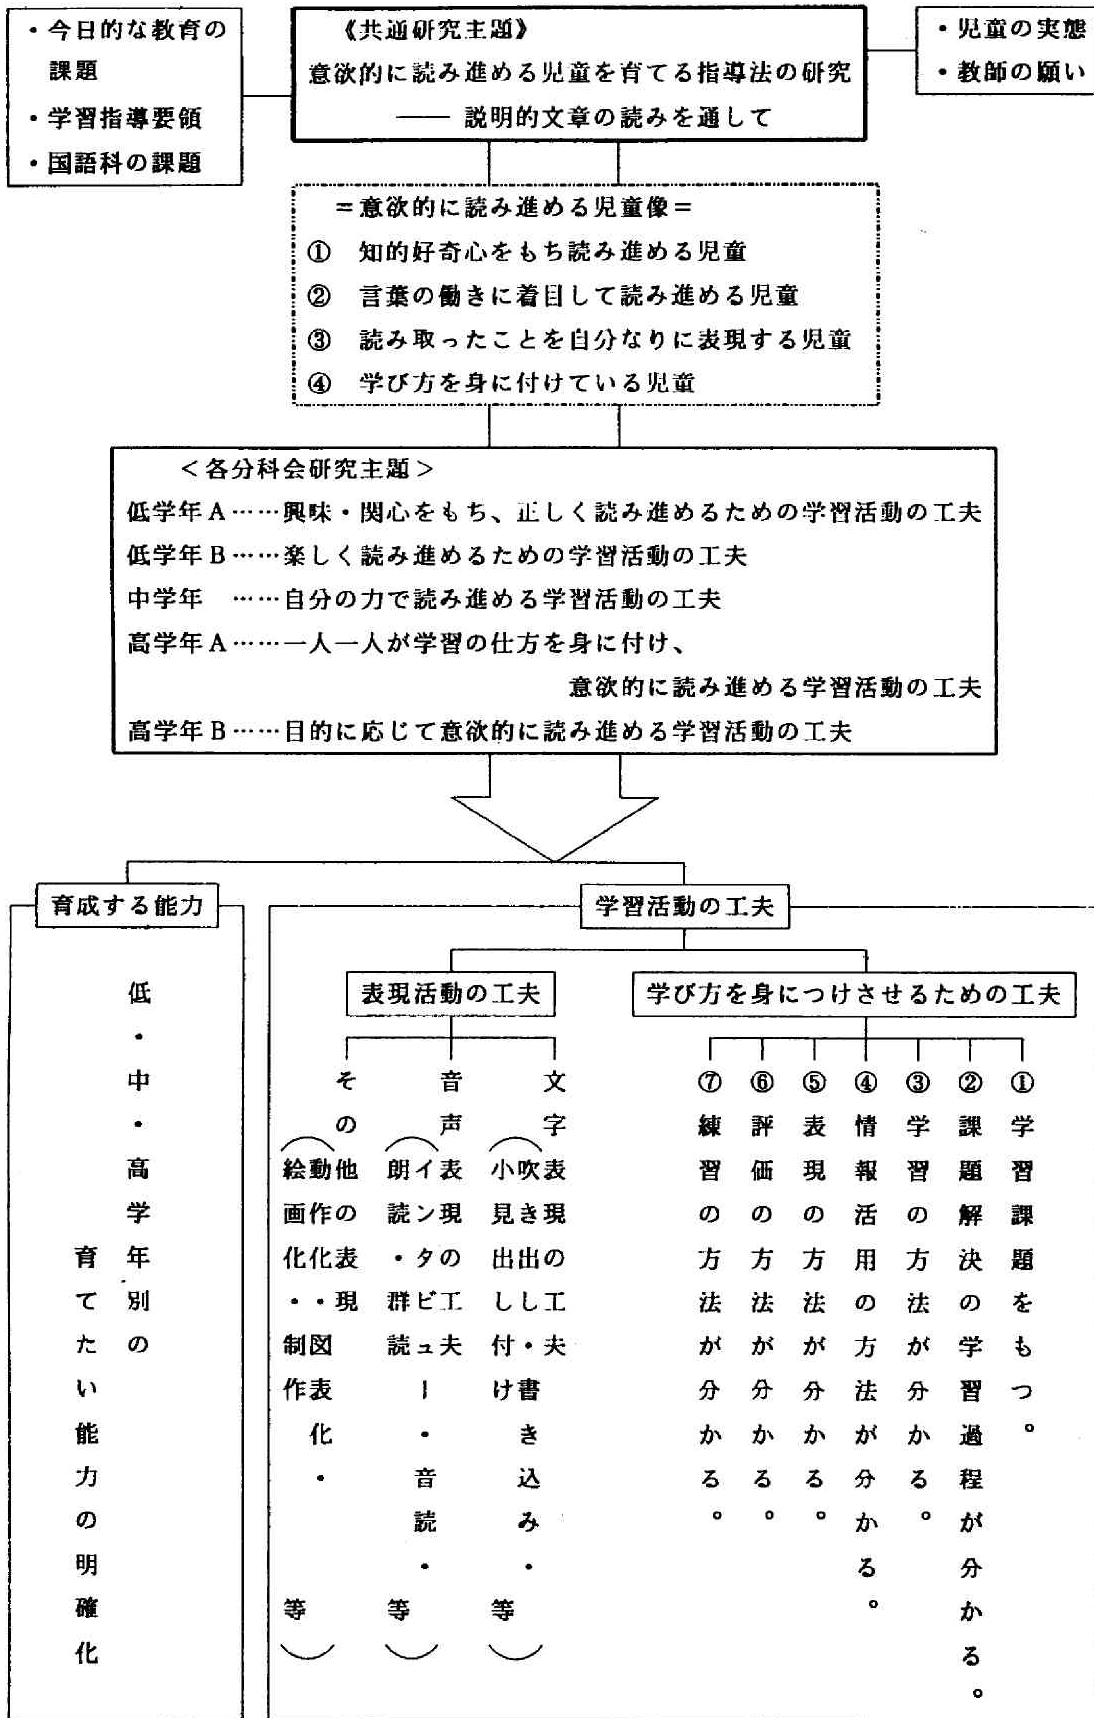 ・今日的な教育の
課題
・学習指導要領
・国語科の課題
《共通研究主題》
意欲的に読み進める児童を育てる指導法の研究
―― 説明的文章の読みを通して
・児童の実態
・教師の願い
＝意欲的に読み進める児童像＝
① 知的好奇心をもち読み進める児童
② 言葉の働きに着目して読み進める児童
③ 読み取ったことを自分なりに表現する児童
④ 学び方を身に付けている児童
＜各分科会研究主題＞
低学年A……興味・関心をもち、正しく読み進めるための学習活動の工夫
低学年B……楽しく読み進めるための学習活動の工夫
中学年 ……自分の力で読み進める学習活動の工夫
高学年A……一人一人が学習の仕方を身に付け、
意欲的に読み進める学習活動の工夫
高学年B……目的に応じて意欲的に読み進める学習活動の工夫
育成する能力
低・中・高学年別の
育てたい能力の明確化
学習活動の工夫
表現活動の工夫
文字表現の工夫
（吹き出し・書き込み・
小見出し付け 等）
音声表現の工夫
（インタビュー・音読・
朗読・群読 等）
その他の表現
（動作化・図表化・
絵画化・制作 等）
学び方を身につけさせるための工夫
①学習課題をもつ。
②課題解決の学習過程が分かる。
③学習の方法が分かる。
④情報活用の方法が分かる。
⑤表現の方法が分かる。
⑥評価の方法が分かる。
⑦練習の方法が分かる。